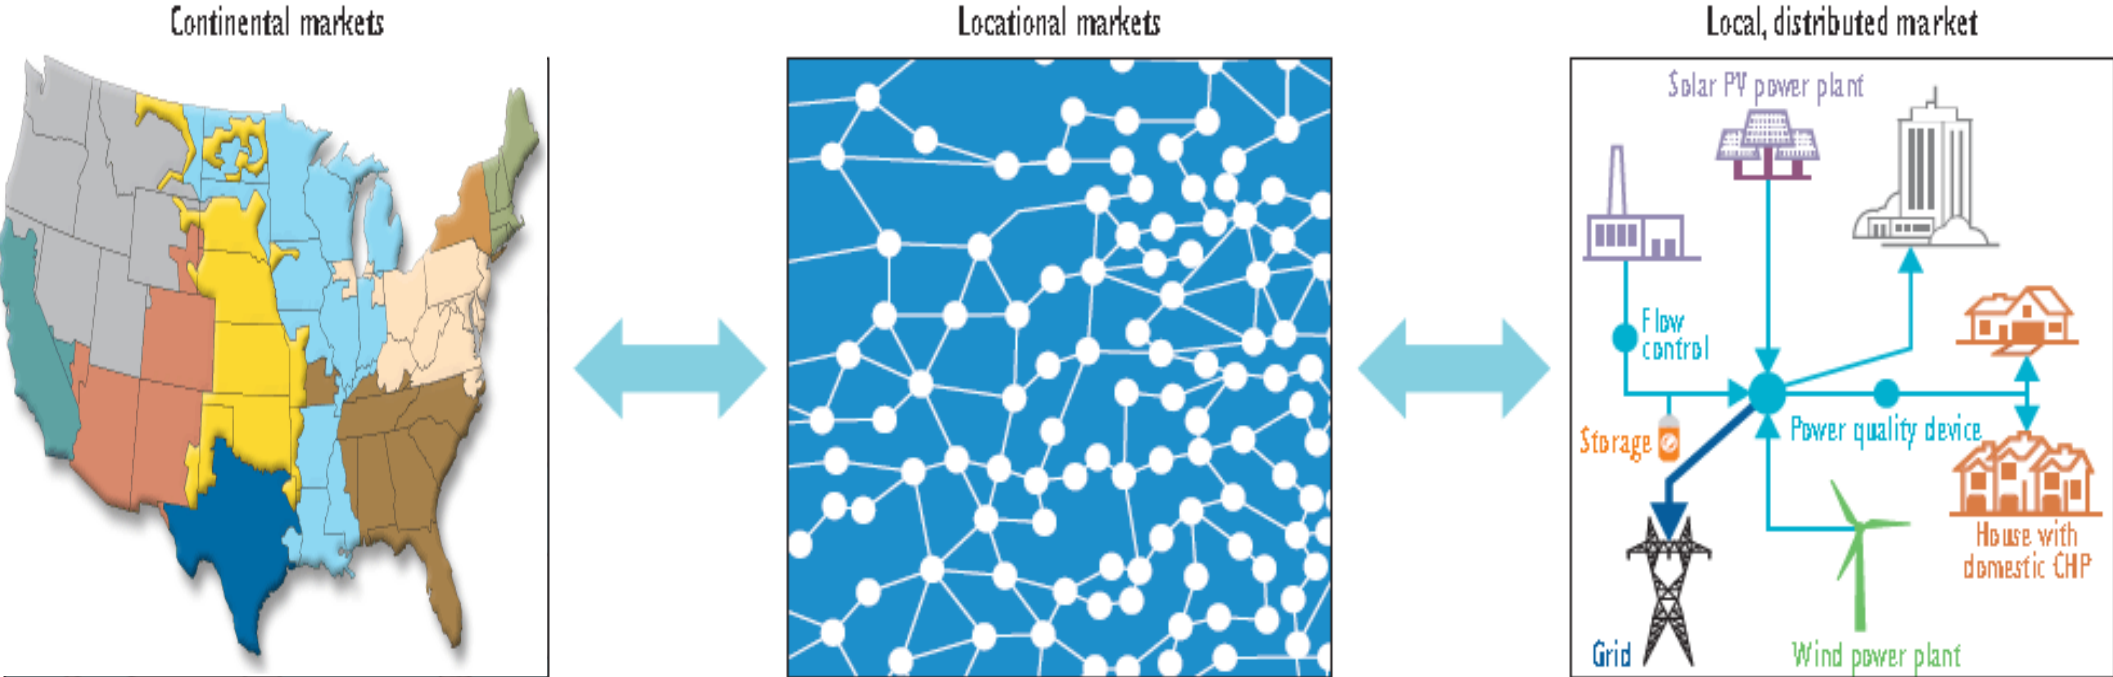 Continental markets
Locational markets
Local, distributed market
Solar PV power plant
Flow
control
Storage
Power quality device
House with
domestic CHP
Grid
Wind power plant